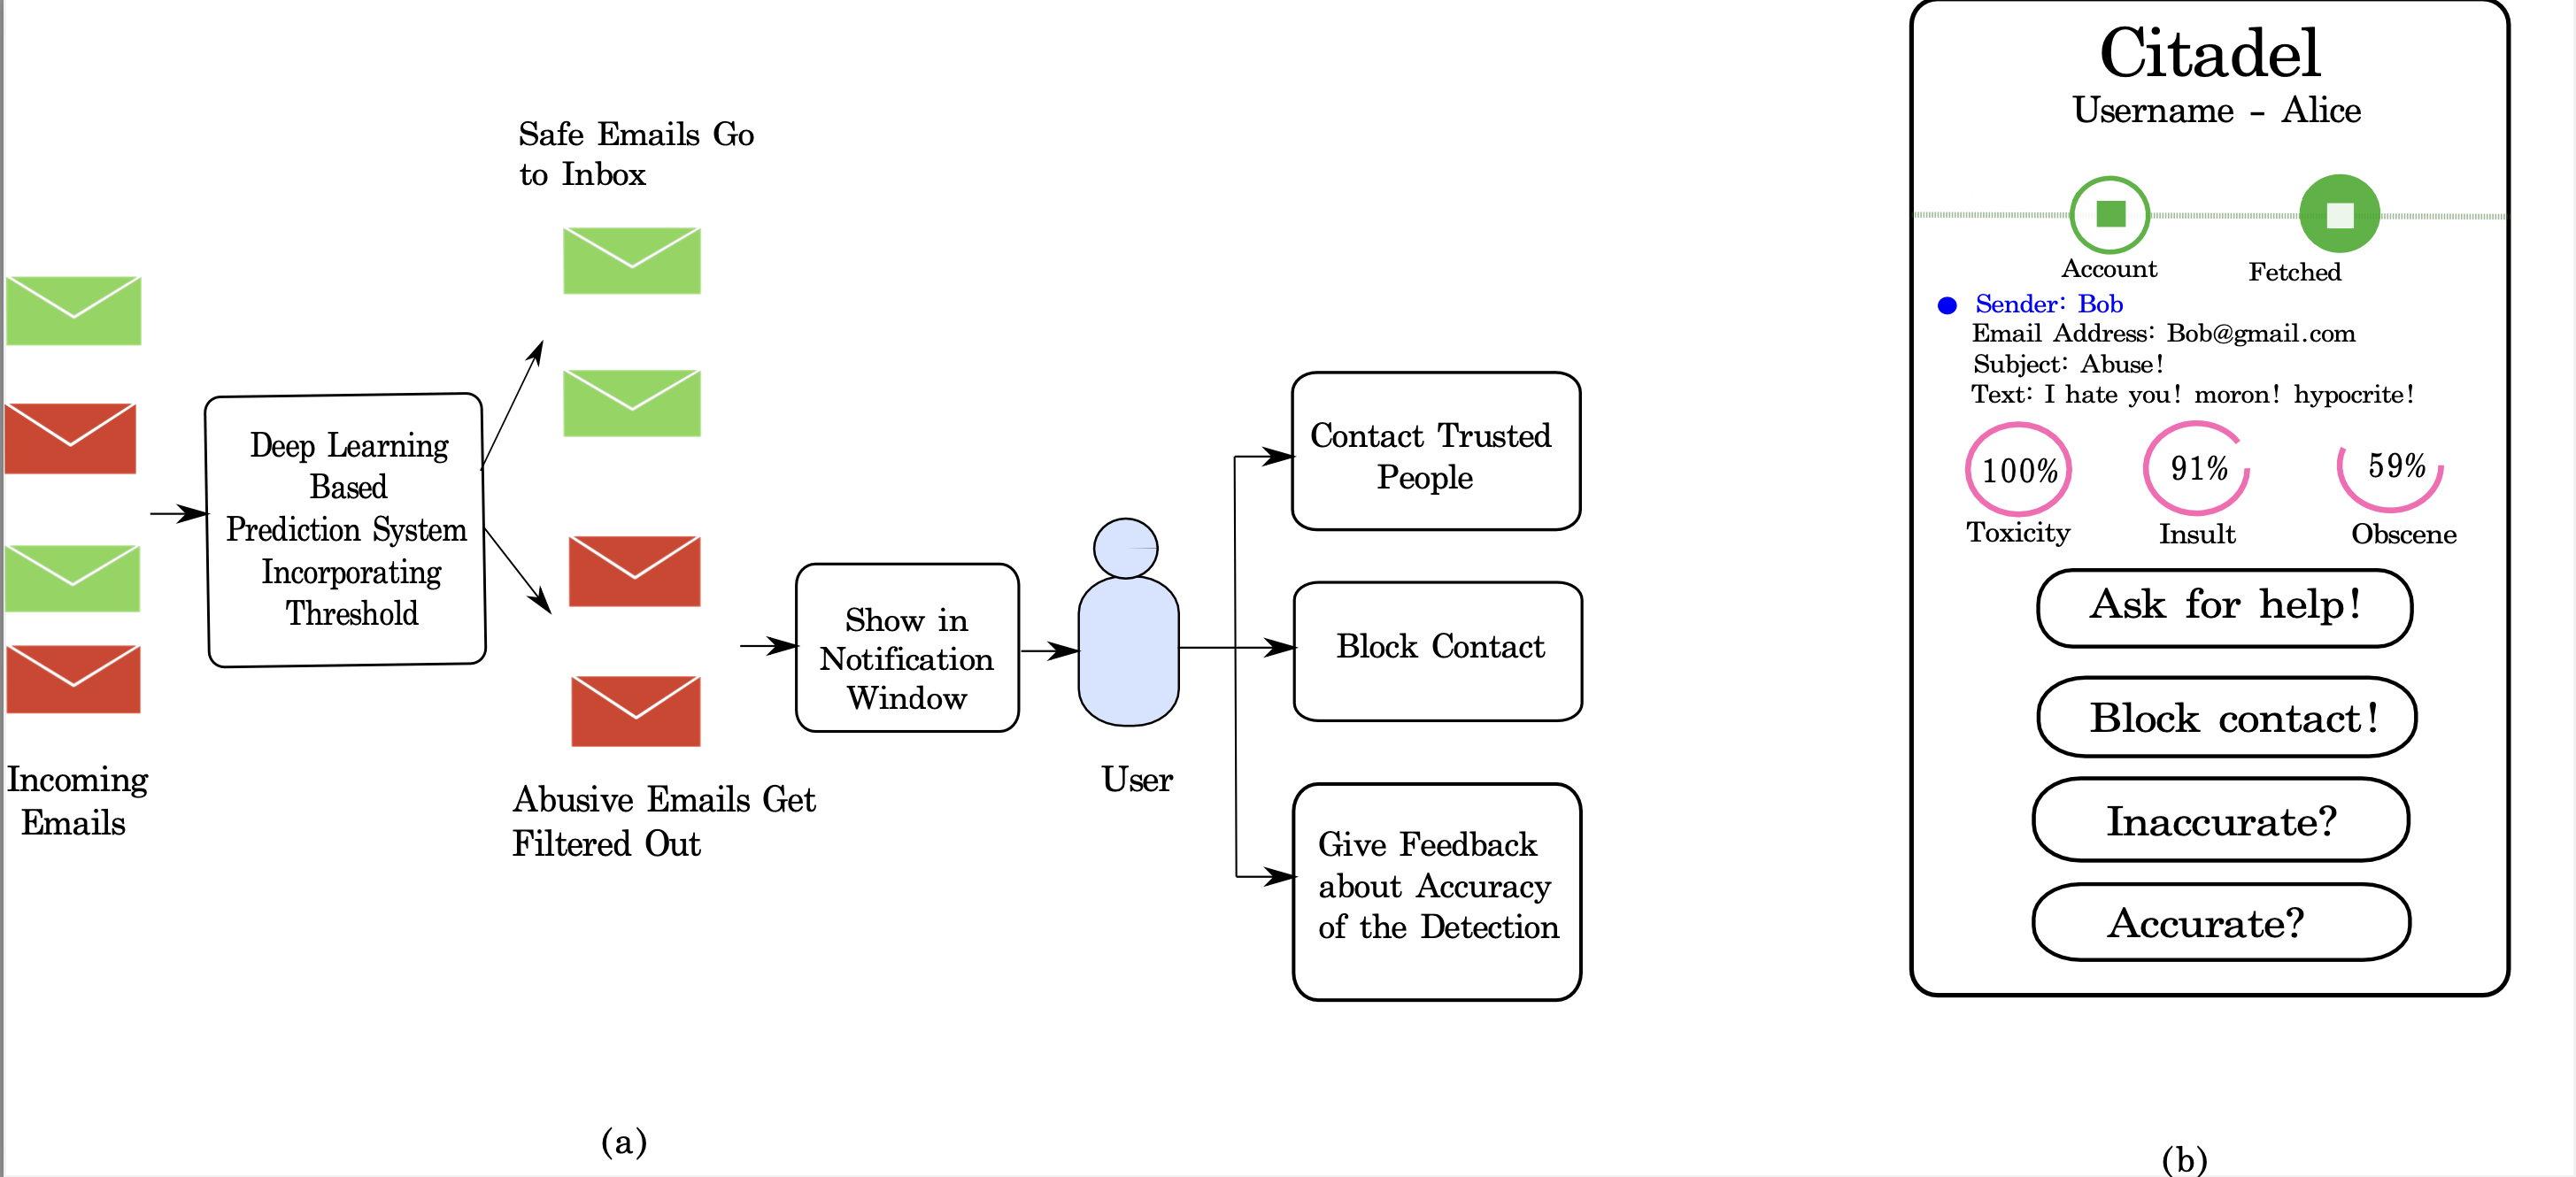 Safe Emails Go
to Inbox
Incoming
Emails
Deep Learning
Based
Prediction System
Incorporating
Threshold
Abusive Emails Get
Filtered Out
Show in
Notification
Window
User
Contact Trusted
People
Block Contact
Give Feedback
about Accuracy
of the Detection
(a)
Citadel
Username - Alice
Account
Fetched
Sender: Bob
Email Address: Bob@gmail.com
Subject: Abuse!
Text: I hate you! moron! hypocrite!
100%
91%
59%
Toxicity
Insult
Obscene
Ask for help!
Block contact!
Inaccurate?
Accurate?
(b)